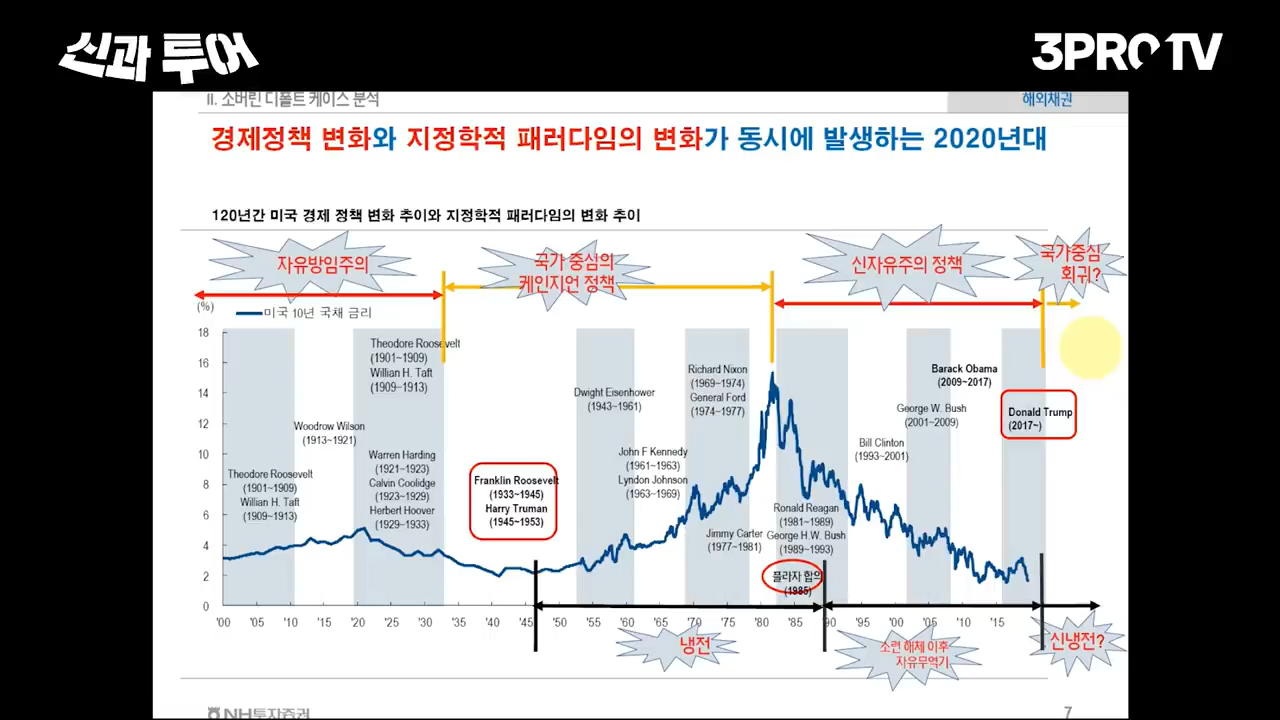 신과 투어
3PRO TV
II. 소버린 디폴트 케이스 분석
해외채권
경제정책 변화와 지정학적 패러다임의 변화가 동시에 발생하는 2020년대
120년간 미국 경제 정책 변화 추이와 지정학적 패러다임의 변화 추이
자유방임주의
국가 중심의
케인지언 정책
신자유주의 정책
국가중심
회귀?
(%)
미국 10년 국채 금리
18
16
14
12
10
8
6
4
2
0
Theodore Roosevelt
(1901~1909)
Willian H. Taft
(1909~1913)
Woodrow Wilson
(1913~1921)
Theodore Roosevelt
(1901~1909)
Willian H. Taft
(1909~1913)
Warren Harding
(1921~1923)
Calvin Coolidge
(1923~1929)
Herbert Hoover
(1929~1933)
Franklin Roosevelt
(1933~1945)
Harry Truman
(1945~1953)
Dwight Eisenhower
(1943~1961)
John F Kennedy
(1961~1963)
Lyndon Johnson
(1963~1969)
Richard Nixon
(1969~1974)
General Ford
(1974~1977)
Jimmy Carter
(1977~1981)
Ronald Reagan
(1981~1989)
George H.W. Bush
(1989~1993)
플라자 합의
(1985)
Bill Clinton
(1993~2001)
George W. Bush
(2001~2009)
Barack Obama
(2009~2017)
Donald Trump
(2017~)
'00 '05 '10 '15 '20 '25 '30 '35 '40 '45 '50 '55 '60 '65 '70 '75 '80 '85 '90 '95 '00 '05 '10 '15
냉전
소련 해체 이후
자유무역기
신냉전?
NH투자증권
7